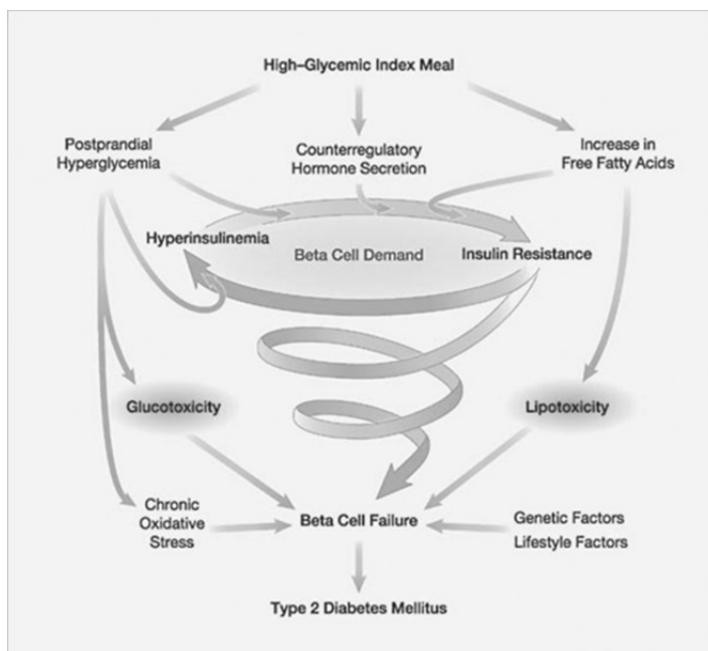 High–Glycemic Index Meal
Postprandial
Hyperglycemia
Counterregulatory
Hormone Secretion
Increase in
Free Fatty Acids
Hyperinsulinemia
Beta Cell Demand
Insulin Resistance
Glucotoxicity
Lipotoxicity
Chronic
Oxidative
Stress
Beta Cell Failure
Genetic Factors
Lifestyle Factors
Type 2 Diabetes Mellitus